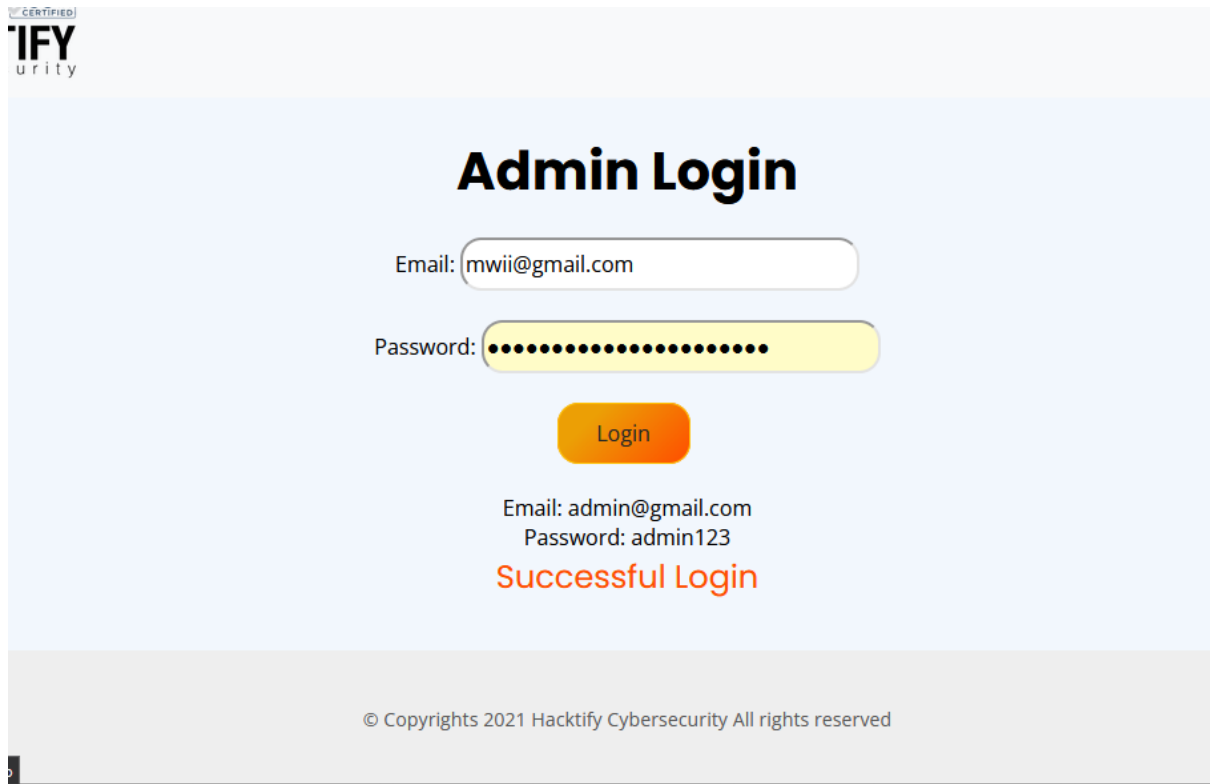 CERTIFIED
TIFY
urity
Admin Login
Email: mwii@gmail.com
Password: ••••••••••••••••••••••
Login
Email: admin@gmail.com
Password: admin123
Successful Login
© Copyrights 2021 Hacktify Cybersecurity All rights reserved